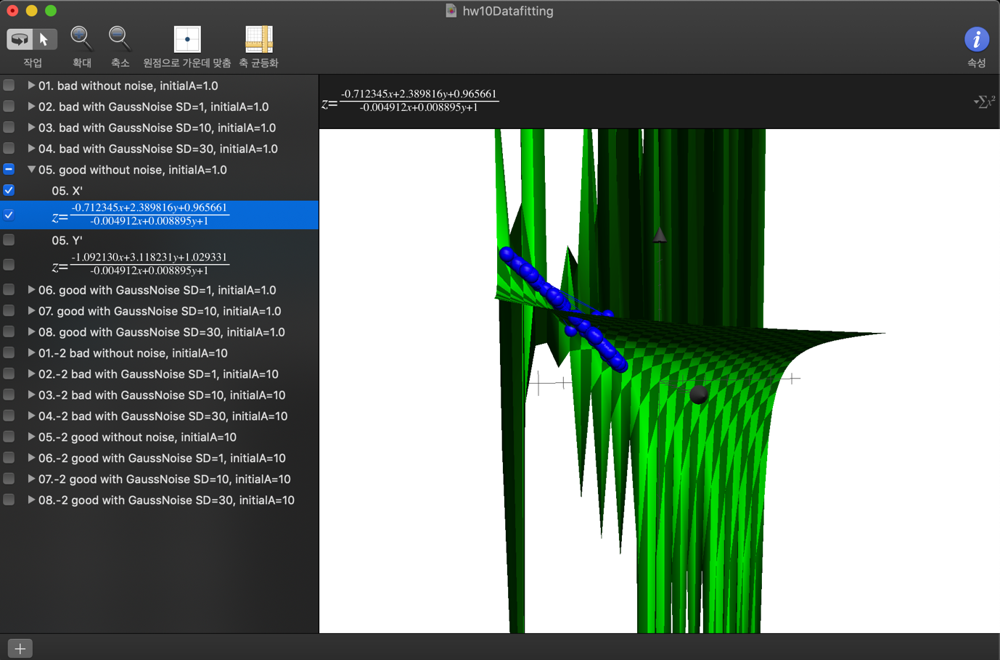 hw10Datafitting
작업
확대
축소
원점으로 가운데 맞춤
축 균등화
속성
z=
-0.712345x+2.389816y+0.965661
-0.004912x+0.008895y+1
∑x²
01. bad without noise, initialA=1.0
02. bad with GaussNoise SD=1, initialA=1.0
03. bad with GaussNoise SD=10, initialA=1.0
04. bad with GaussNoise SD=30, initialA=1.0
05. good without noise, initialA=1.0
05. X'
z=
-0.712345x+2.389816y+0.965661
-0.004912x+0.008895y+1
05. Y'
z=
-1.092130x+3.118231y+1.029331
-0.004912x+0.008895y+1
06. good with GaussNoise SD=1, initialA=1.0
07. good with GaussNoise SD=10, initialA=1.0
08. good with GaussNoise SD=30, initialA=1.0
01.-2 bad without noise, initialA=10
02.-2 bad with GaussNoise SD=1, initialA=10
03.-2 bad with GaussNoise SD=10, initialA=10
04.-2 bad with GaussNoise SD=30, initialA=10
05.-2 good without noise, initialA=10
06.-2 good with GaussNoise SD=1, initialA=10
07.-2 good with GaussNoise SD=10, initialA=10
08.-2 good with GaussNoise SD=30, initialA=10